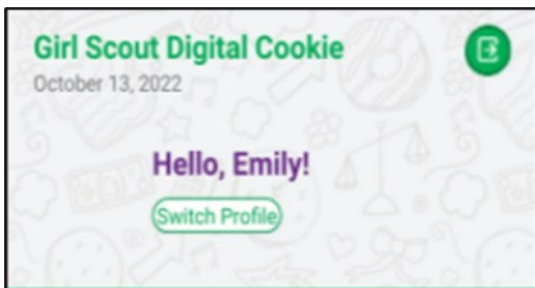 Girl Scout Digital Cookie
October 13, 2022
Hello, Emily!
Switch Profile